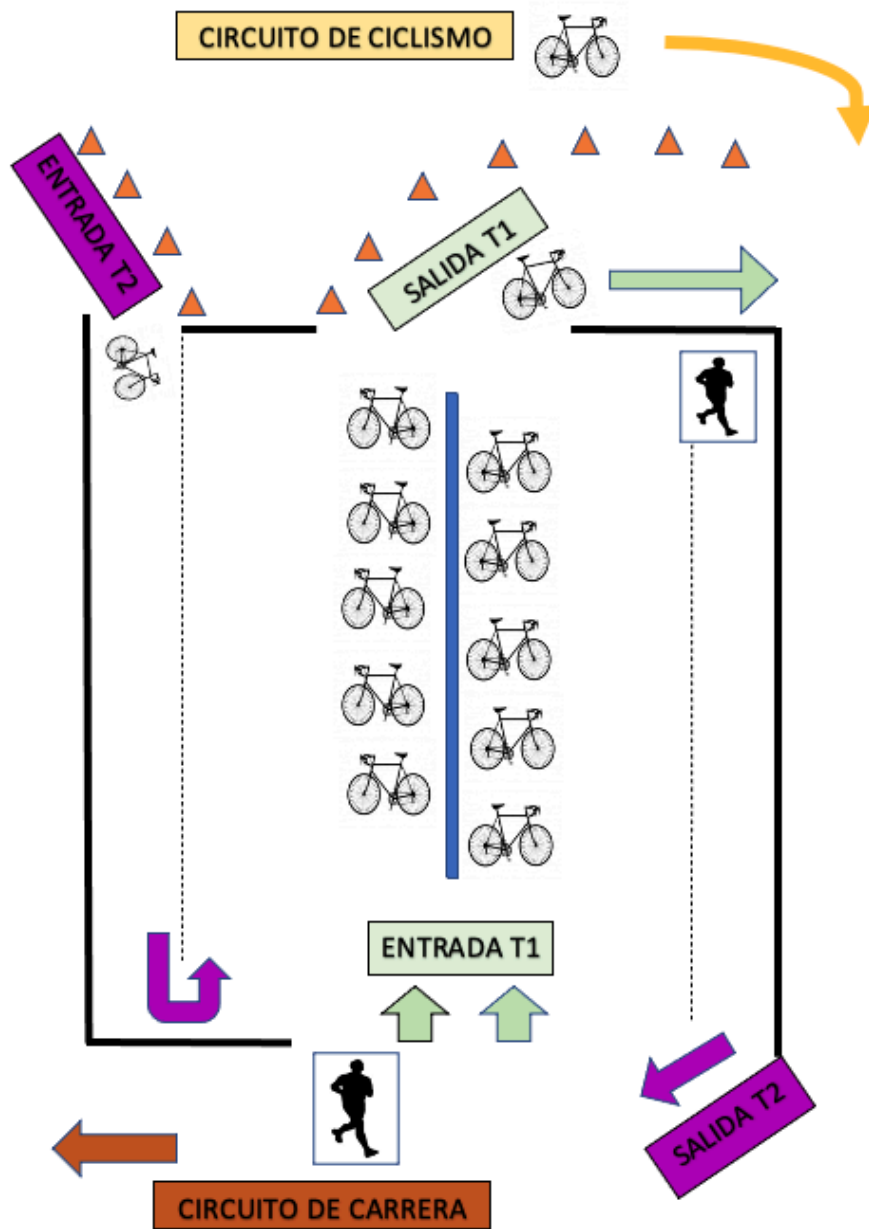 CIRCUITO DE CICLISMO
ENTRADA T2
SALIDA T1
ENTRADA T1
SALIDA T2
CIRCUITO DE CARRERA